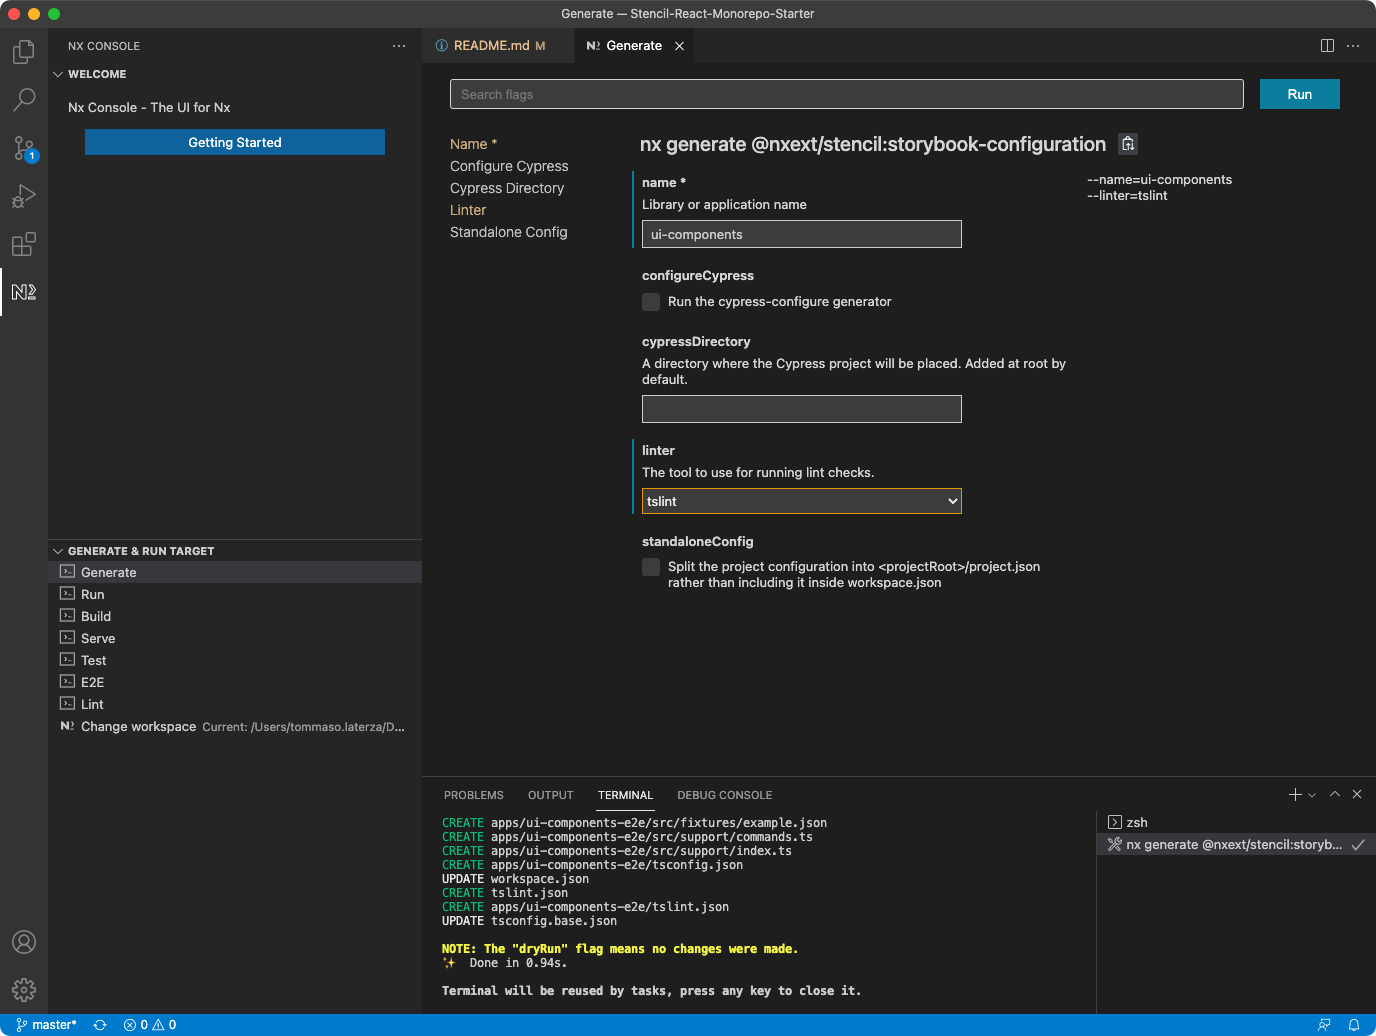 Generate — Stencil-React-Monorepo-Starter
NX CONSOLE
WELCOME
Nx Console - The UI for Nx
Getting Started
1
GENERATE & RUN TARGET
Generate
Run
Build
Serve
Test
E2E
Lint
Change workspace Current: /Users/tommaso.laterza/D...
README.md M
Generate
Search flags
Run
Name *
Configure Cypress
Cypress Directory
Linter
Standalone Config
nx generate @nxext/stencil:storybook-configuration
name *
Library or application name
ui-components
configureCypress
Run the cypress-configure generator
cypressDirectory
A directory where the Cypress project will be placed. Added at root by
default.
linter
The tool to use for running lint checks.
tslint
standaloneConfig
Split the project configuration into <projectRoot>/project.json
rather than including it inside workspace.json
--name=ui-components
--linter=tslint
PROBLEMS OUTPUT TERMINAL DEBUG CONSOLE
CREATE apps/ui-components-e2e/src/fixtures/example.json
CREATE apps/ui-components-e2e/src/support/commands.ts
CREATE apps/ui-components-e2e/src/support/index.ts
CREATE apps/ui-components-e2e/tsconfig.json
UPDATE workspace.json
CREATE tslint.json
CREATE apps/ui-components-e2e/tslint.json
UPDATE tsconfig.base.json
NOTE: The "dryRun" flag means no changes were made.
✨ Done in 0.94s.
Terminal will be reused by tasks, press any key to close it.
zsh
nx generate @nxext/stencil:storyb...
master* 0 0